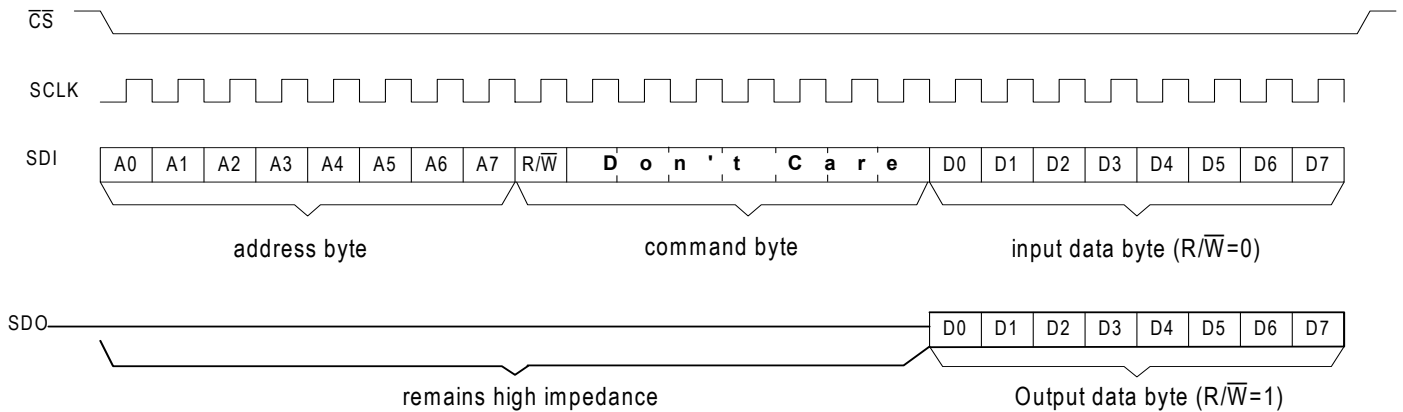 C̅S̅
SCLK
SDI A0 A1 A2 A3 A4 A5 A6 A7 R/W̅ Don't Care D0 D1 D2 D3 D4 D5 D6 D7
address byte command byte input data byte (R/W̅=0)
SDO D0 D1 D2 D3 D4 D5 D6 D7
remains high impedance Output data byte (R/W̅=1)